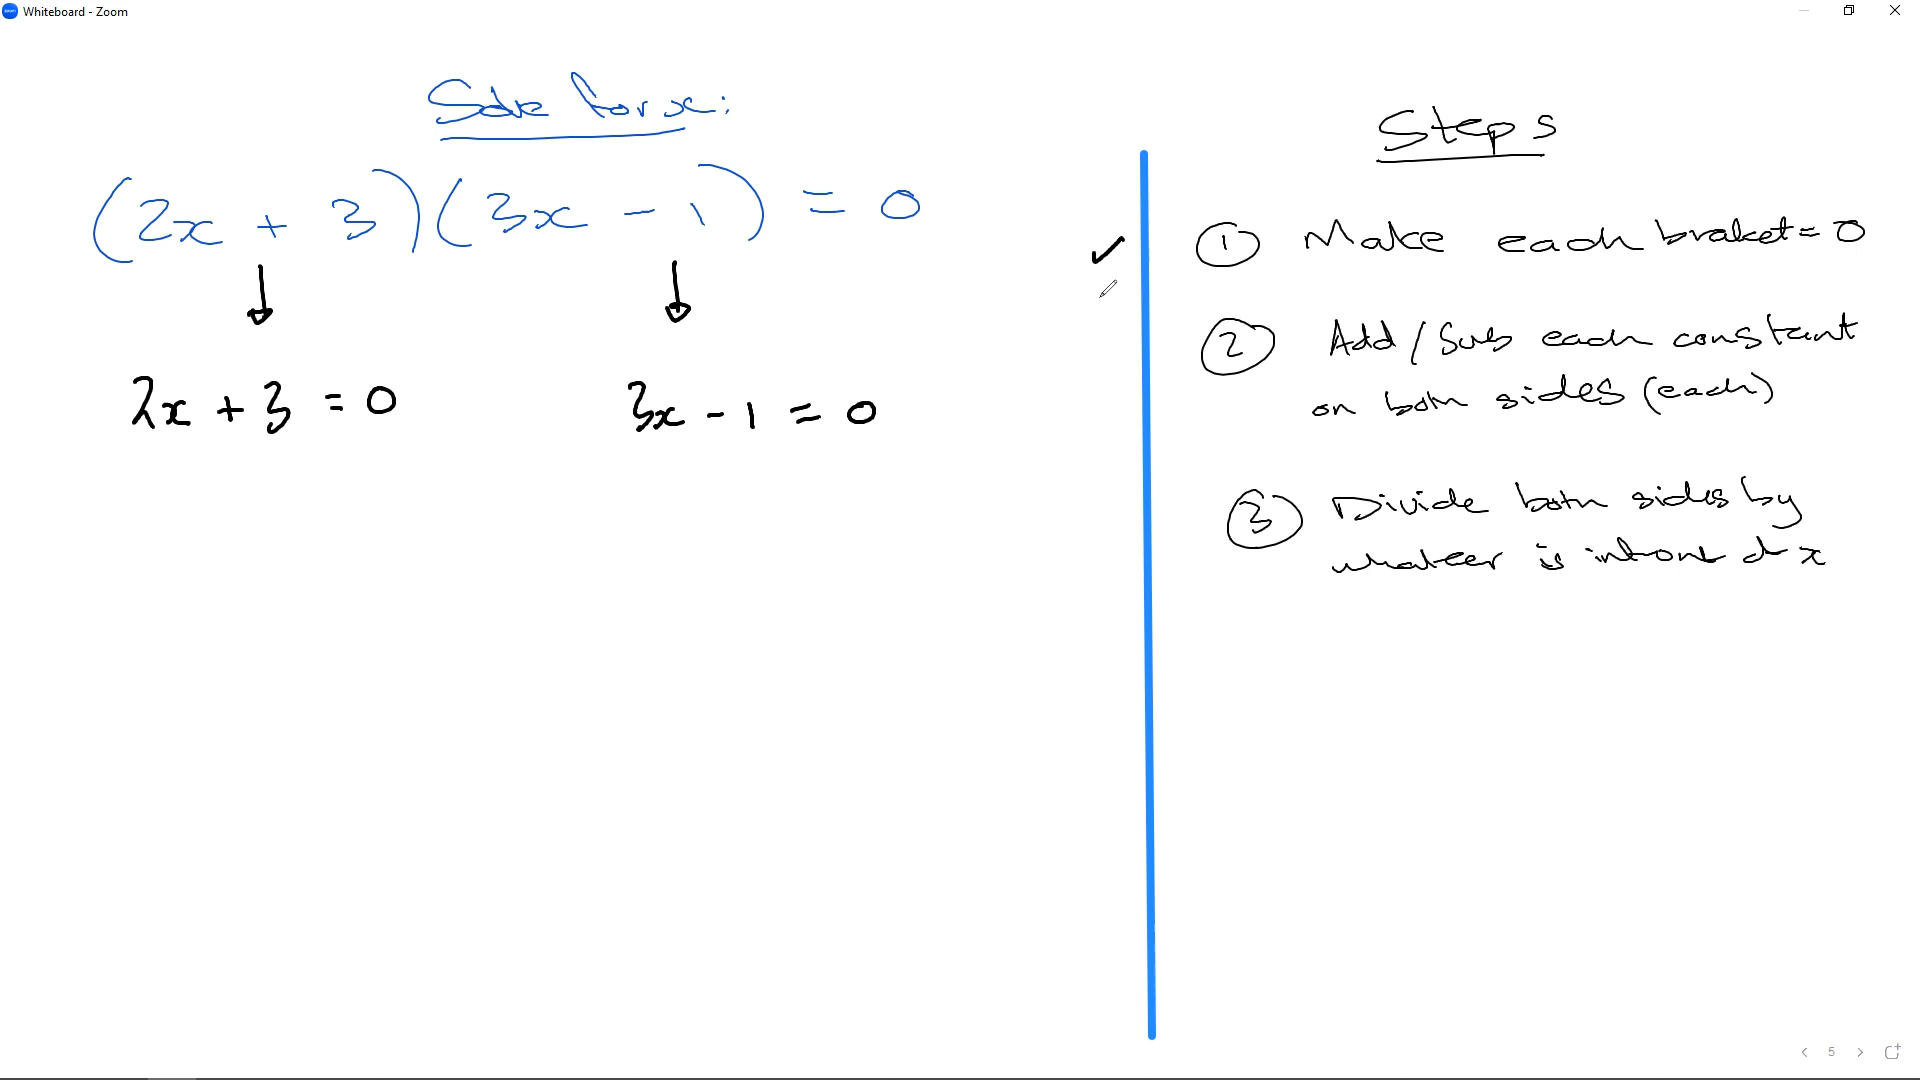 Whiteboard - Zoom
Solve for x:
(2x + 3)(3x - 1) = 0
2x + 3 = 0
3x - 1 = 0
Steps
① Make each braket = 0
② Add / Sub each constant
on both sides (each)
③ Divide both sides by
whatever is infront of x
5